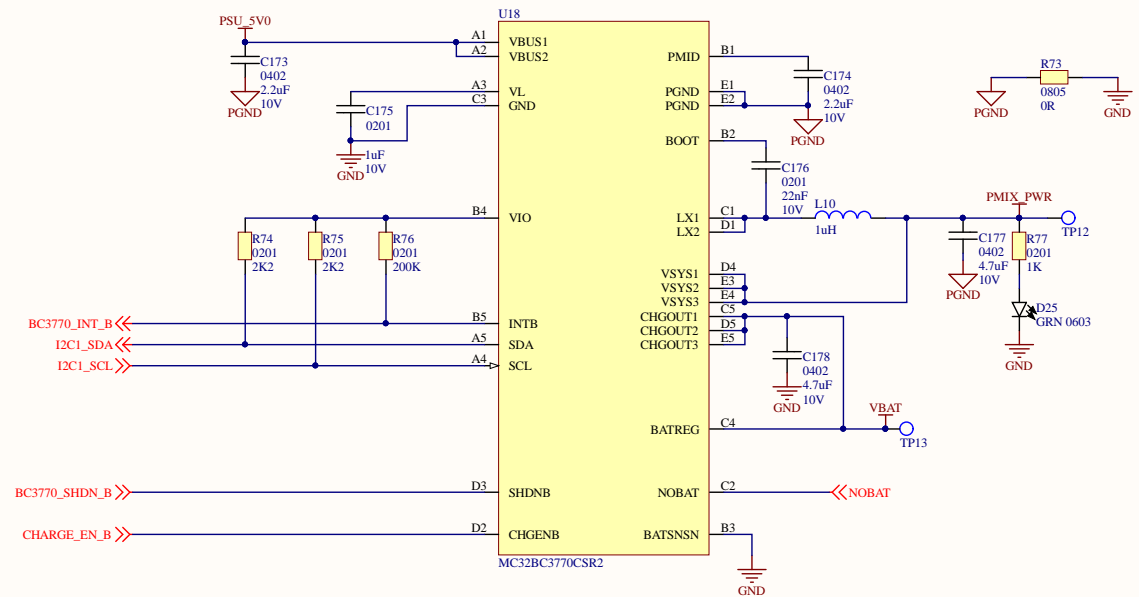 U18
PSU_5V0
A1
VBUS1
A2
VBUS2
C173
0402
2.2uF
10V
PGND
A3
VL
C3
GND
C175
0201
1uF
10V
GND
B4
VIO
R74
0201
2K2
R75
0201
2K2
R76
0201
200K
BC3770_INT_B
B5
INTB
I2C1_SDA
A5
SDA
I2C1_SCL
A4
SCL
BC3770_SHDN_B
D3
SHDNB
CHARGE_EN_B
D2
CHGENB
MC32BC3770CSR2
PMID
B1
C174
0402
2.2uF
10V
PGND
E1
PGND
E2
PGND
BOOT
B2
C176
0201
22nF
10V
LX1
C1
LX2
D1
L10
1uH
PMIX_PWR
TP12
C177
0402
4.7uF
10V
PGND
R77
0201
1K
D25
GRN 0603
GND
VSYS1
D4
VSYS2
E3
VSYS3
E4
CHGOUT1
C5
CHGOUT2
D5
CHGOUT3
E5
C178
0402
4.7uF
10V
GND
BATREG
C4
VBAT
TP13
NOBAT
C2
NOBAT
BATSNSN
B3
GND
R73
0805
0R
PGND
GND